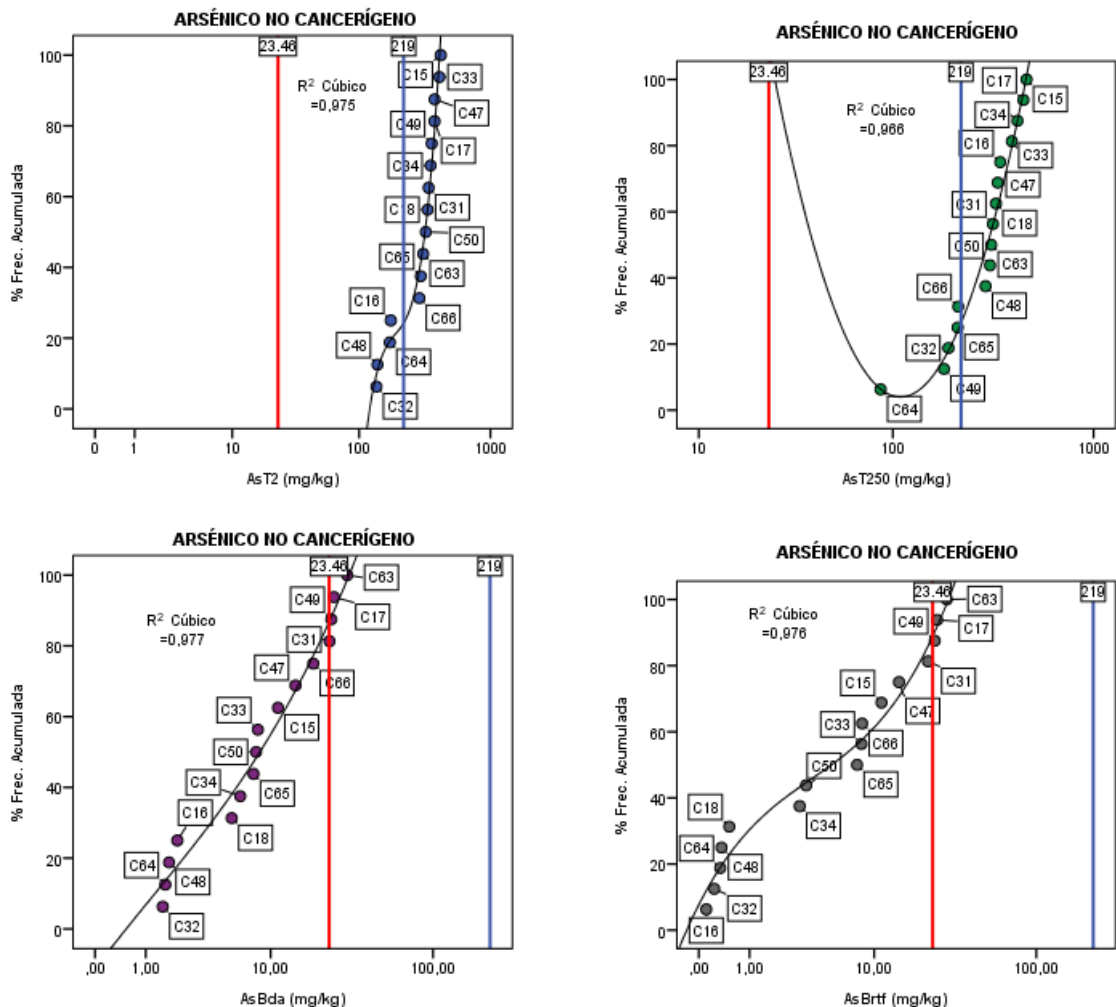 ARSÉNICO NO CANCERÍGENO
23.46
219
100
80
60
40
20
0
% Frec. Acumulada
R² Cúbico
=0,975
C15
C33
C47
C49
C17
C34
C18
C31
C50
C65
C63
C66
C16
C48
C64
C32
0
1
10
100
1000
AsT2 (mg/kg)
ARSÉNICO NO CANCERÍGENO
23.46
219
100
80
60
40
20
0
% Frec. Acumulada
R² Cúbico
=0,966
C17
C15
C34
C16
C33
C47
C31
C18
C50
C63
C66
C48
C32
C65
C49
C64
10
100
1000
AsT250 (mg/kg)
ARSÉNICO NO CANCERÍGENO
23.46
219
100
80
60
40
20
0
% Frec. Acumulada
R² Cúbico
=0,977
C63
C49
C17
C31
C47
C66
C33
C15
C50
C34
C65
C16
C18
C64
C48
C32
,00
1,00
10,00
100,00
AsBda (mg/kg)
ARSÉNICO NO CANCERÍGENO
23.46
219
100
80
60
40
20
0
% Frec. Acumulada
R² Cúbico
=0,976
C63
C49
C17
C31
C15
C47
C33
C66
C50
C65
C18
C34
C64
C48
C32
C16
,00
1,00
10,00
100,00
AsBrtf (mg/kg)